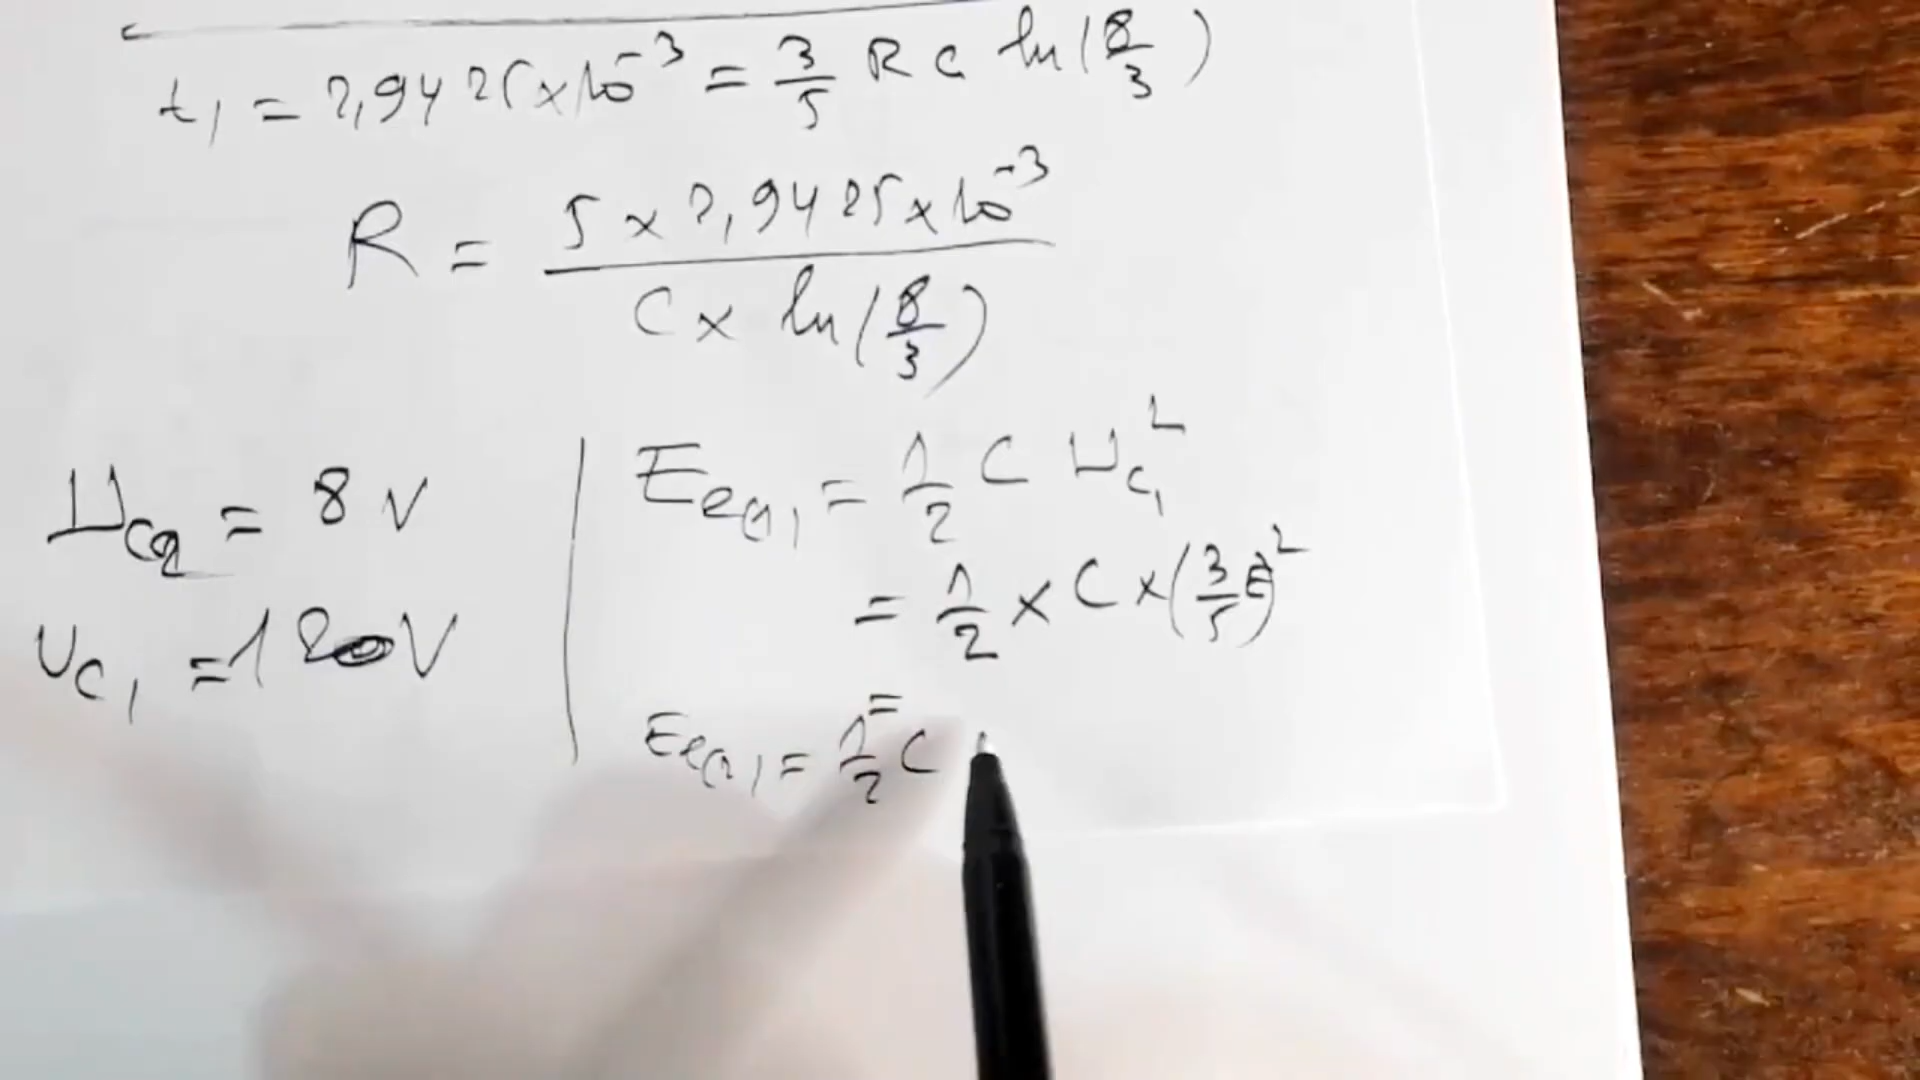 t₁ = 2,9425×10⁻³ = 3/5 R C ln(8/3)
R = 5 × 2,9425×10⁻³ / C × ln(8/3)
U_C2 = 8 V
U_C1 = 12 V
E_e(1) = 1/2 C U_C1²
= 1/2 × C × (3/5 E)²
=
E_e(2) = 1/2 C